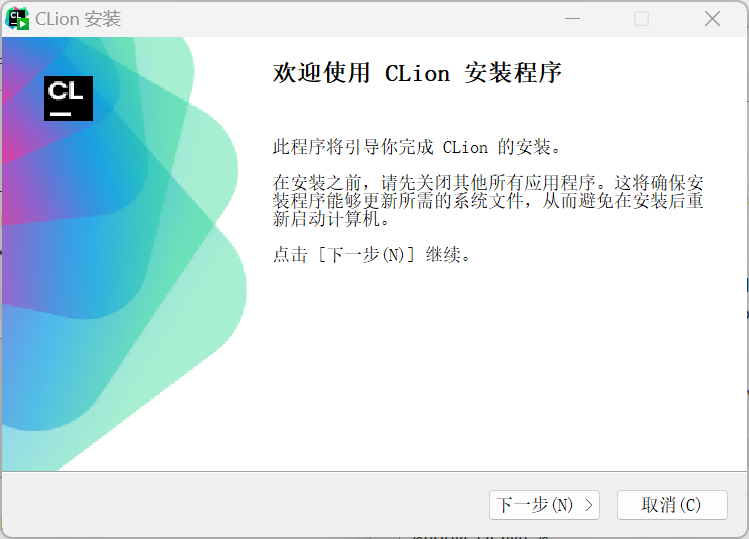 CLion 安装
CL
欢迎使用 CLion 安装程序
此程序将引导你完成 CLion 的安装。
在安装之前，请先关闭其他所有应用程序。这将确保安
装程序能够更新所需的系统文件，从而避免在安装后重
新启动计算机。
点击 [下一步(N)] 继续。
下一步(N) >
取消(C)